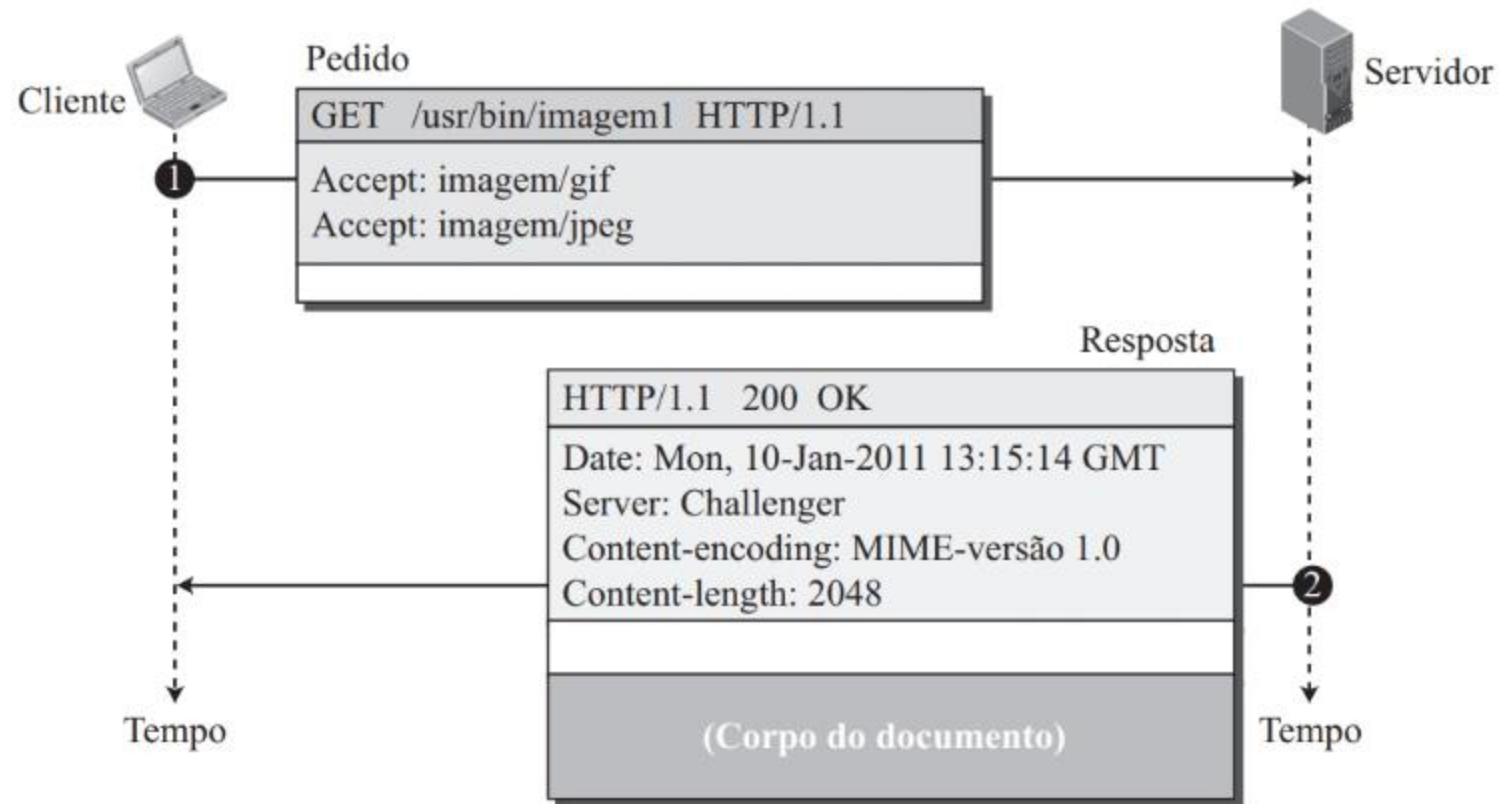 Cliente
Pedido
Servidor
GET /usr/bin/imagem1 HTTP/1.1
1
Accept: imagem/gif
Accept: imagem/jpeg
Resposta
HTTP/1.1 200 OK
Date: Mon, 10-Jan-2011 13:15:14 GMT
Server: Challenger
Content-encoding: MIME-versão 1.0
Content-length: 2048
2
(Corpo do documento)
Tempo
Tempo